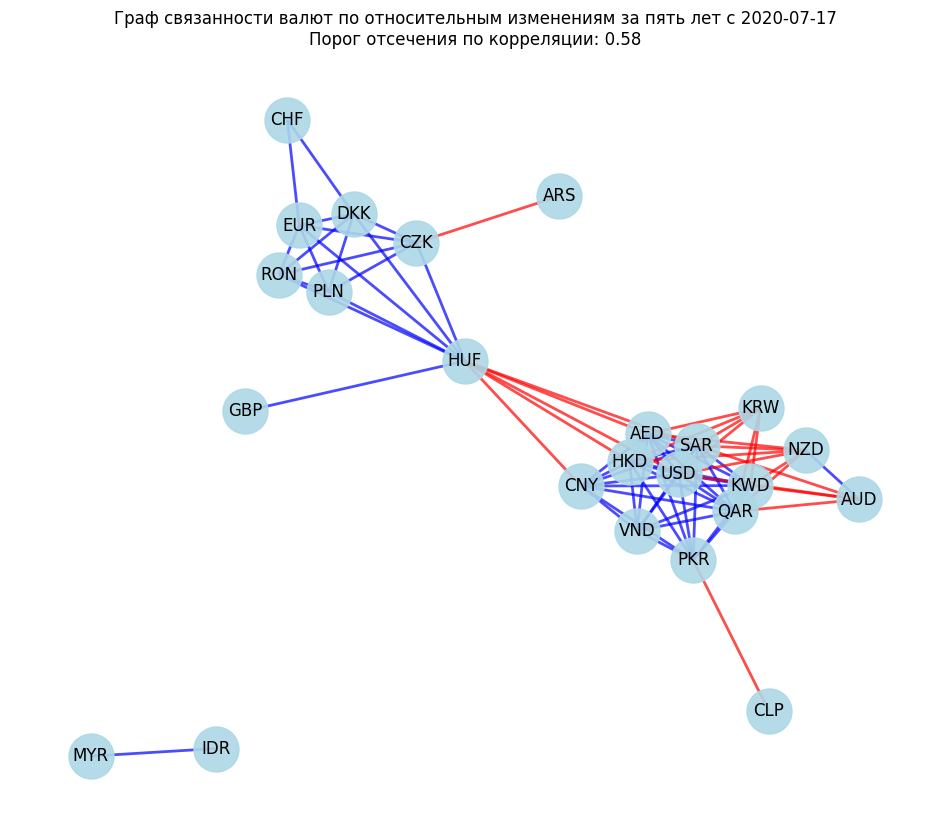 Граф связанности валют по относительным изменениям за пять лет с 2020-07-17
Порог отсечения по корреляции: 0.58
CHF
ARS
DKK
EUR
CZK
RON
PLN
HUF
GBP
KRW
AED
SAR
NZD
HKD
USD
CNY
KWD
AUD
QAR
VND
PKR
CLP
MYR
IDR